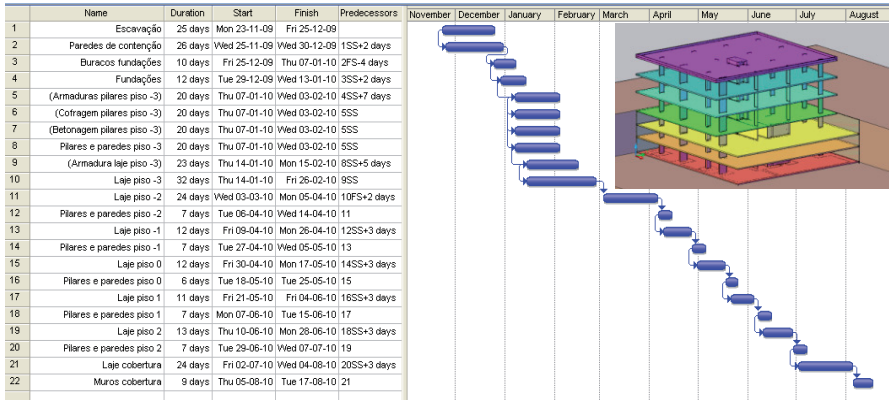 Name Duration Start Finish Predecessors November December January February March April May June July August
1 Escavação 25 days Mon 23-11-09 Fri 25-12-09
2 Paredes de contenção 26 days Wed 25-11-09 Wed 30-12-09 1SS+2 days
3 Buracos fundações 10 days Fri 25-12-09 Thu 07-01-10 2FS-4 days
4 Fundações 12 days Tue 29-12-09 Wed 13-01-10 3SS+2 days
5 (Armaduras pilares piso -3) 20 days Thu 07-01-10 Wed 03-02-10 4SS+7 days
6 (Cofragem pilares piso -3) 20 days Thu 07-01-10 Wed 03-02-10 5SS
7 (Betonagem pilares piso -3) 20 days Thu 07-01-10 Wed 03-02-10 5SS
8 Pilares e paredes piso -3 20 days Thu 07-01-10 Wed 03-02-10 5SS
9 (Armadura laje piso -3) 23 days Thu 14-01-10 Mon 15-02-10 8SS+5 days
10 Laje piso -3 32 days Thu 14-01-10 Fri 26-02-10 9SS
11 Laje piso -2 24 days Wed 03-03-10 Mon 05-04-10 10FS+2 days
12 Pilares e paredes piso -2 7 days Tue 06-04-10 Wed 14-04-10 11
13 Laje piso -1 12 days Fri 09-04-10 Mon 26-04-10 12SS+3 days
14 Pilares e paredes piso -1 7 days Tue 27-04-10 Wed 05-05-10 13
15 Laje piso 0 12 days Fri 30-04-10 Mon 17-05-10 14SS+3 days
16 Pilares e paredes piso 0 6 days Tue 18-05-10 Tue 25-05-10 15
17 Laje piso 1 11 days Fri 21-05-10 Fri 04-06-10 16SS+3 days
18 Pilares e paredes piso 1 7 days Mon 07-06-10 Tue 15-06-10 17
19 Laje piso 2 13 days Thu 10-06-10 Mon 28-06-10 18SS+3 days
20 Pilares e paredes piso 2 7 days Tue 29-06-10 Wed 07-07-10 19
21 Laje cobertura 24 days Fri 02-07-10 Wed 04-08-10 20SS+3 days
22 Muros cobertura 9 days Thu 05-08-10 Tue 17-08-10 21